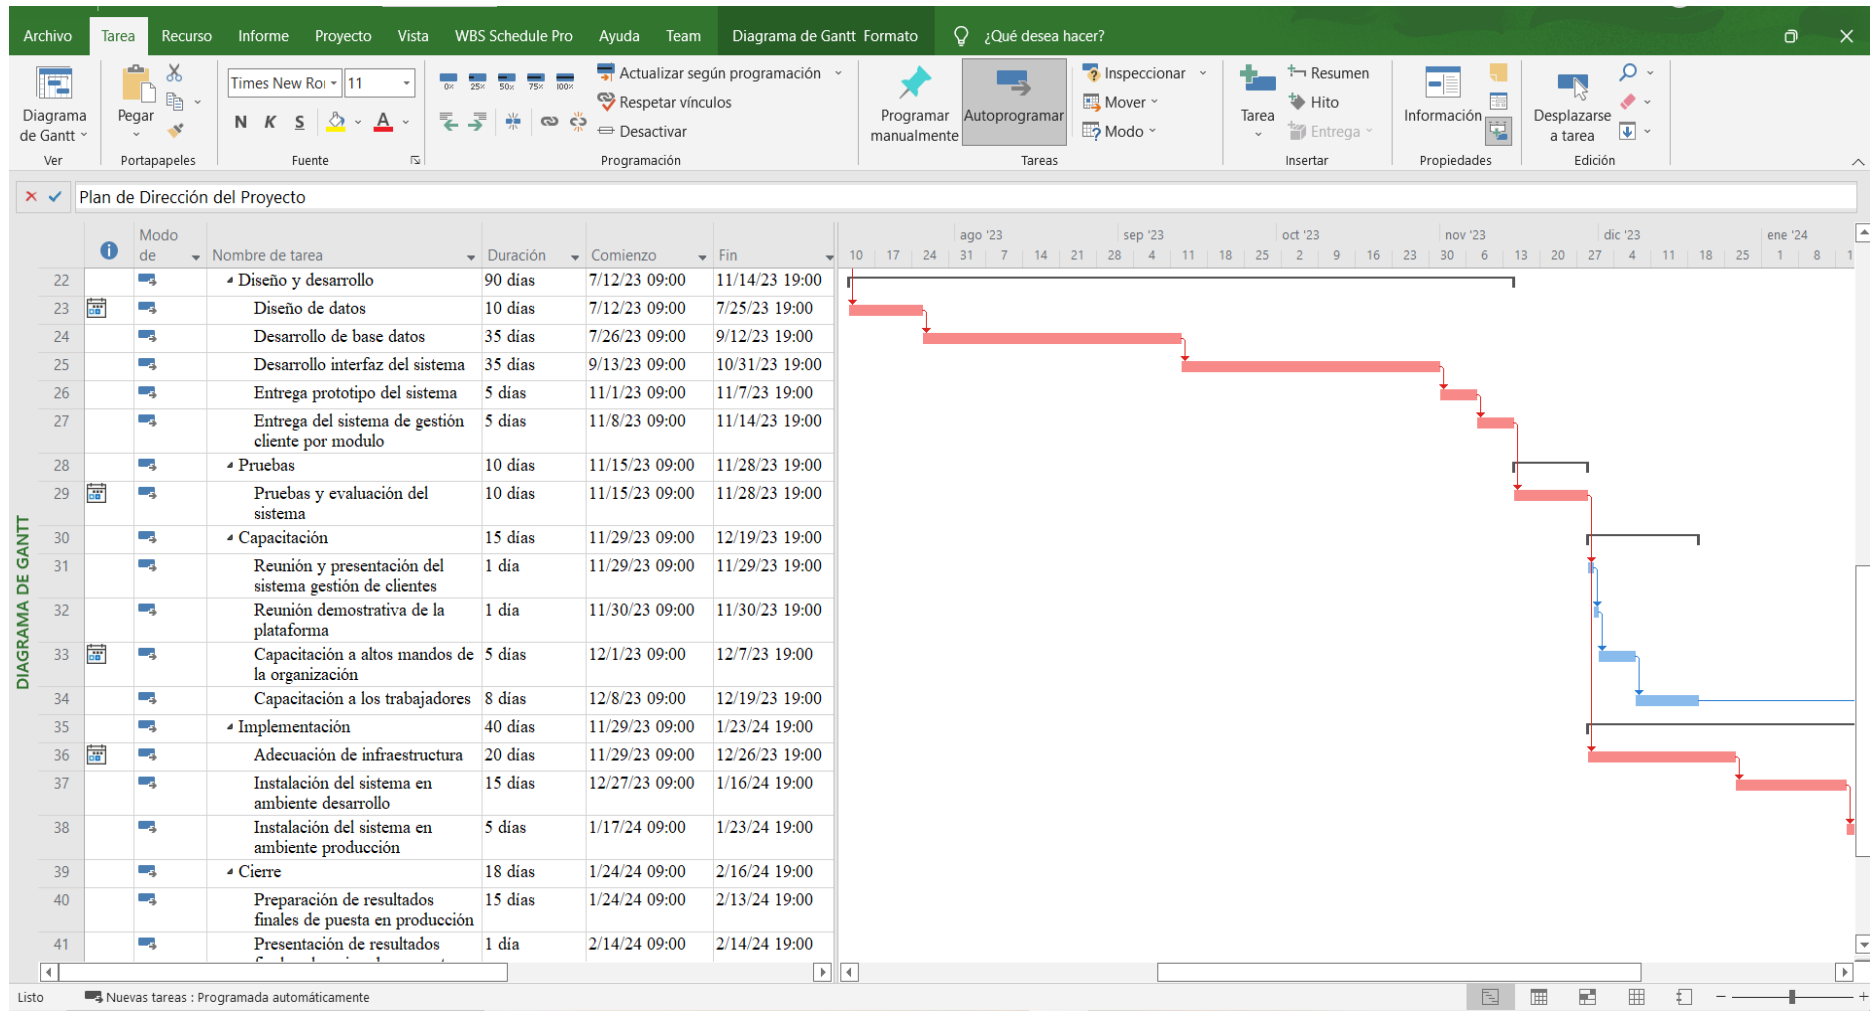 Archivo Tarea Recurso Informe Proyecto Vista WBS Schedule Pro Ayuda Team Diagrama de Gantt Formato ¿Qué desea hacer?
Diagrama de Gantt
Ver
Pegar
Portapapeles
Times New Ro 11
N K S A
Fuente
0% 25% 50% 75% 100%
Actualizar según programación
Respetar vínculos
Desactivar
Programación
Programar manualmente
Autoprogramar
Inspeccionar
Mover
Modo
Tareas
Tarea
Resumen
Hito
Entrega
Insertar
Información
Propiedades
Desplazarse a tarea
Edición
Plan de Dirección del Proyecto
Modo de Nombre de tarea Duración Comienzo Fin
ago '23 sep '23 oct '23 nov '23 dic '23 ene '24
10 17 24 31 7 14 21 28 4 11 18 25 2 9 16 23 30 6 13 20 27 4 11 18 25 1 8 1
22 Diseño y desarrollo 90 días 7/12/23 09:00 11/14/23 19:00
23 Diseño de datos 10 días 7/12/23 09:00 7/25/23 19:00
24 Desarrollo de base datos 35 días 7/26/23 09:00 9/12/23 19:00
25 Desarrollo interfaz del sistema 35 días 9/13/23 09:00 10/31/23 19:00
26 Entrega prototipo del sistema 5 días 11/1/23 09:00 11/7/23 19:00
27 Entrega del sistema de gestión 5 días 11/8/23 09:00 11/14/23 19:00
cliente por modulo
28 Pruebas 10 días 11/15/23 09:00 11/28/23 19:00
29 Pruebas y evaluación del 10 días 11/15/23 09:00 11/28/23 19:00
sistema
30 Capacitación 15 días 11/29/23 09:00 12/19/23 19:00
31 Reunión y presentación del 1 día 11/29/23 09:00 11/29/23 19:00
sistema gestión de clientes
32 Reunión demostrativa de la 1 día 11/30/23 09:00 11/30/23 19:00
plataforma
33 Capacitación a altos mandos de 5 días 12/1/23 09:00 12/7/23 19:00
la organización
34 Capacitación a los trabajadores 8 días 12/8/23 09:00 12/19/23 19:00
35 Implementación 40 días 11/29/23 09:00 1/23/24 19:00
36 Adecuación de infraestructura 20 días 11/29/23 09:00 12/26/23 19:00
37 Instalación del sistema en 15 días 12/27/23 09:00 1/16/24 19:00
ambiente desarrollo
38 Instalación del sistema en 5 días 1/17/24 09:00 1/23/24 19:00
ambiente producción
39 Cierre 18 días 1/24/24 09:00 2/16/24 19:00
40 Preparación de resultados 15 días 1/24/24 09:00 2/13/24 19:00
finales de puesta en producción
41 Presentación de resultados 1 día 2/14/24 09:00 2/14/24 19:00
DIAGRAMA DE GANTT
Listo Nuevas tareas : Programada automáticamente